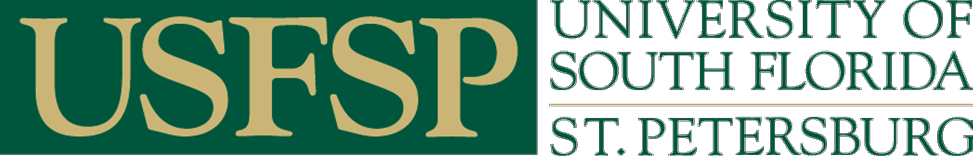 USFSP
UNIVERSITY OF
SOUTH FLORIDA
ST. PETERSBURG